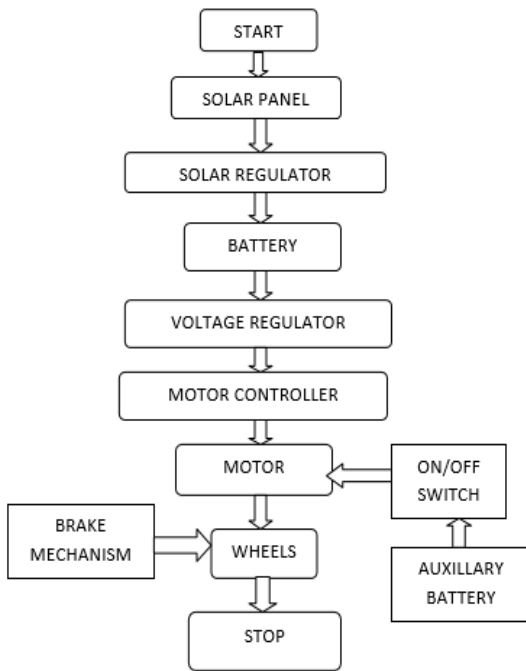 START
SOLAR PANEL
SOLAR REGULATOR
BATTERY
VOLTAGE REGULATOR
MOTOR CONTROLLER
MOTOR
ON/OFF
SWITCH
BRAKE
MECHANISM
WHEELS
AUXILLARY
BATTERY
STOP